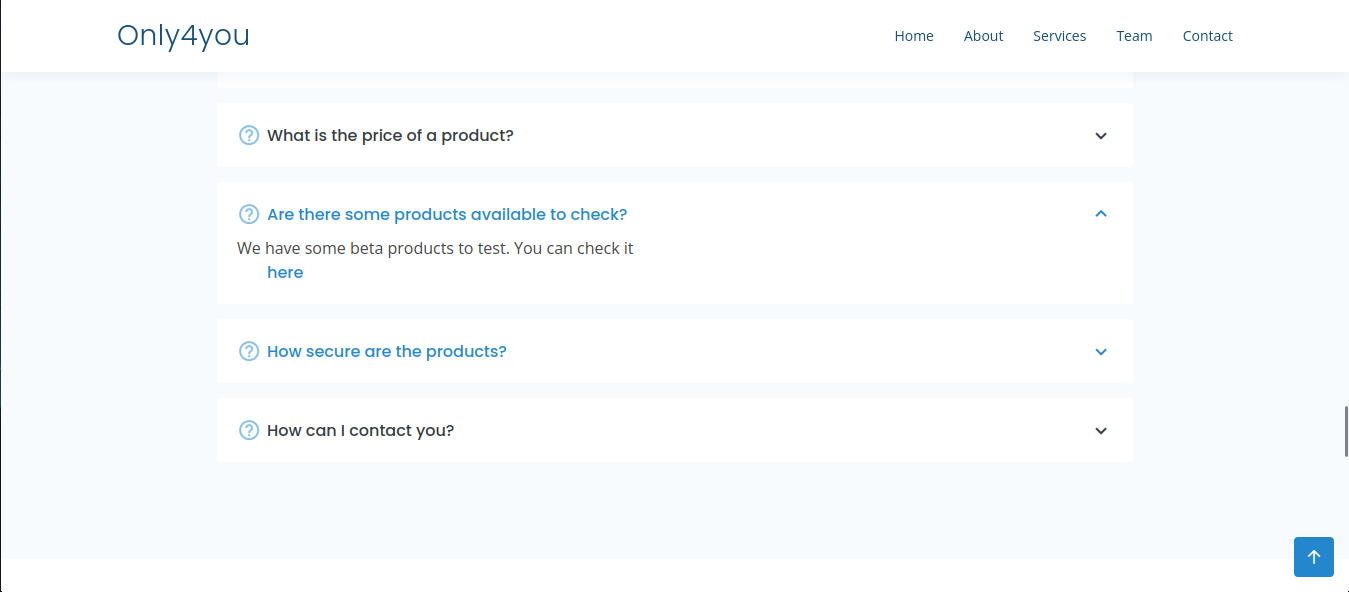 Only4you
Home About Services Team Contact
What is the price of a product?
Are there some products available to check?
We have some beta products to test. You can check it
here
How secure are the products?
How can I contact you?